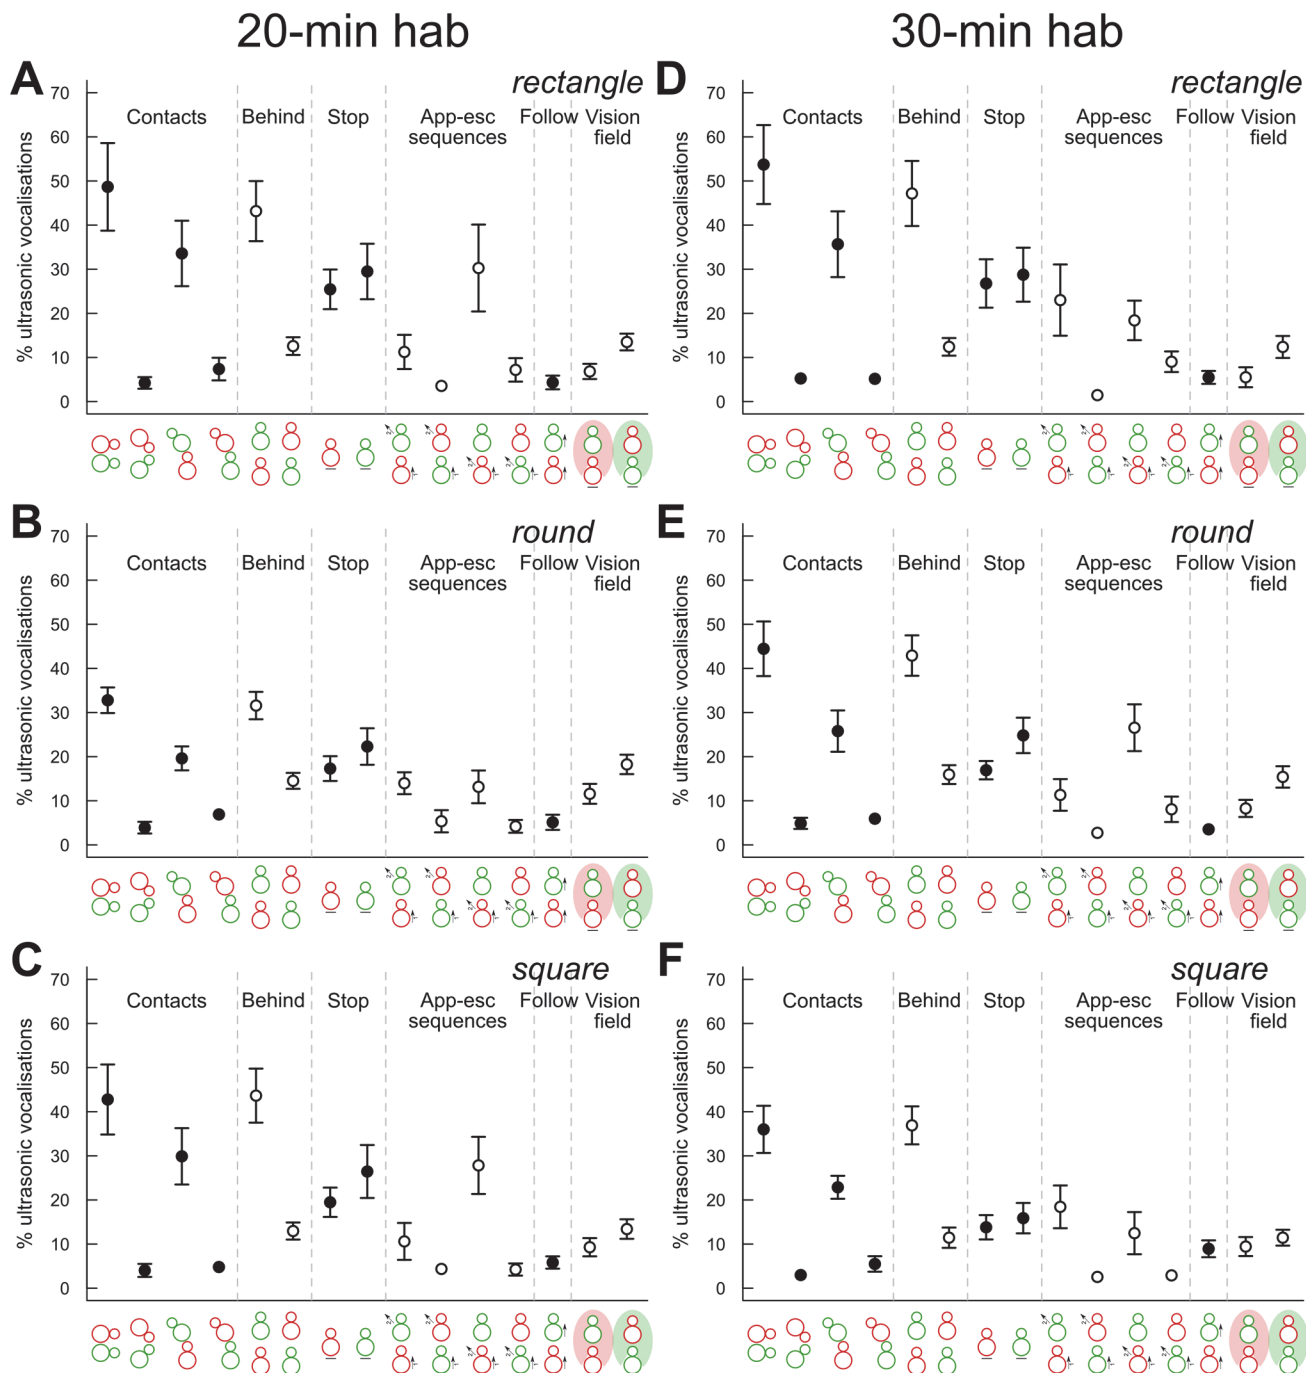 20-min hab
30-min hab
A
rectangle
% ultrasonic vocalisations
70
60
50
40
30
20
10
0
Contacts
Behind
Stop
App-esc
sequences
Follow
Vision
field
D
rectangle
% ultrasonic vocalisations
70
60
50
40
30
20
10
0
Contacts
Behind
Stop
App-esc
sequences
Follow
Vision
field
B
round
% ultrasonic vocalisations
70
60
50
40
30
20
10
0
Contacts
Behind
Stop
App-esc
sequences
Follow
Vision
field
E
round
% ultrasonic vocalisations
70
60
50
40
30
20
10
0
Contacts
Behind
Stop
App-esc
sequences
Follow
Vision
field
C
square
% ultrasonic vocalisations
70
60
50
40
30
20
10
0
Contacts
Behind
Stop
App-esc
sequences
Follow
Vision
field
F
square
% ultrasonic vocalisations
70
60
50
40
30
20
10
0
Contacts
Behind
Stop
App-esc
sequences
Follow
Vision
field